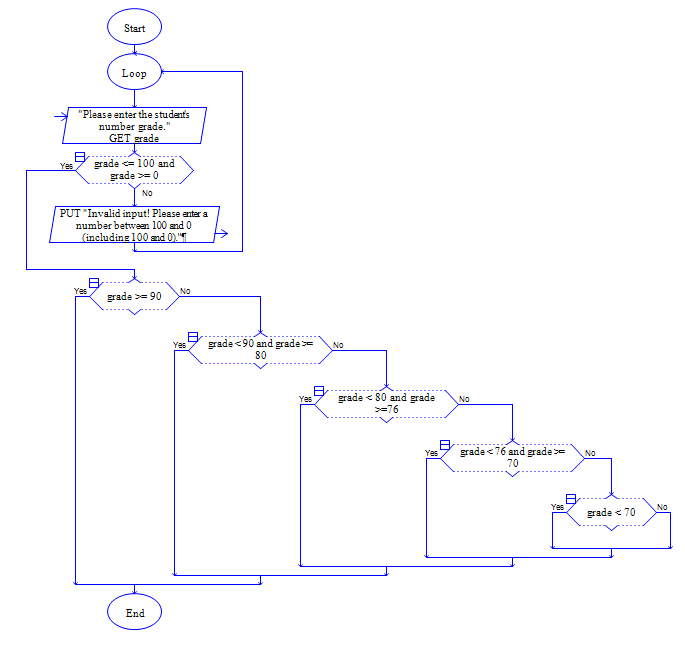 Start
Loop
"Please enter the student's
number grade."
GET grade
Yes
grade <= 100 and
grade >= 0
No
PUT "Invalid input! Please enter a
number between 100 and 0
(including 100 and 0)."¶
Yes
grade >= 90
No
Yes
grade <90 and grade >=
80
No
Yes
grade < 80 and grade
>=76
No
Yes
grade < 76 and grade >=
70
No
Yes
grade < 70
No
End